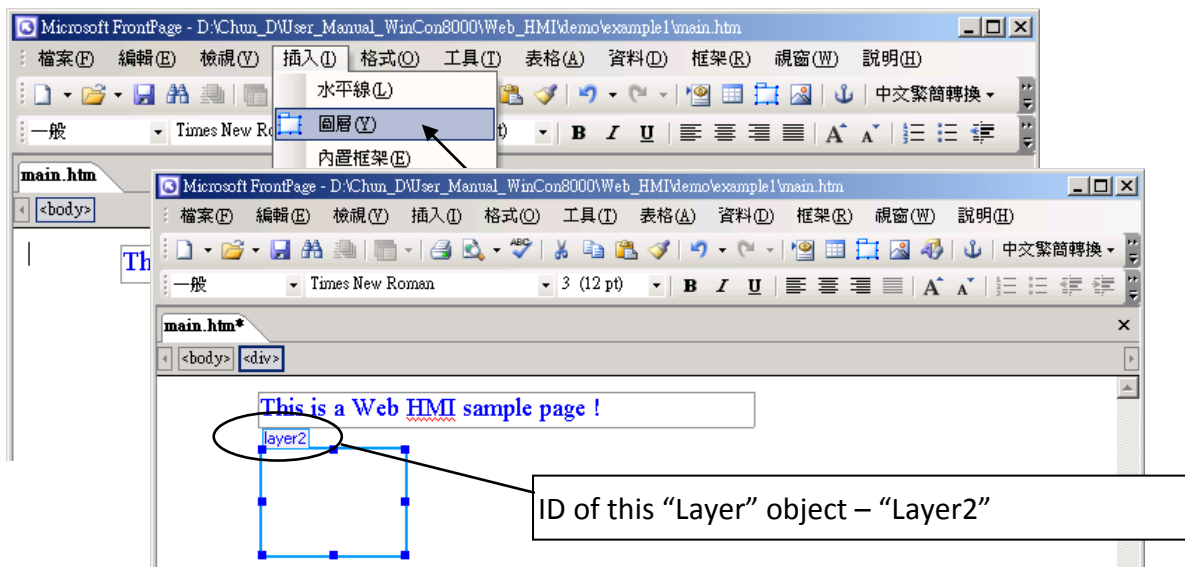 Microsoft FrontPage - D:\Chun_D\User_Manual_WinCon8000\Web_HMI\demo\example1\main.htm
檔案(F) 編輯(E) 檢視(V) 插入(I) 格式(O) 工具(T) 表格(A) 資料(D) 框架(R) 視窗(W) 説明(H)
水平線(L)
中文繁簡轉換
一般 Times New Ro
圖層(Y)
t) B I U A A
內置框架(E)
main.htm
<body>
Th
Microsoft FrontPage - D:\Chun_D\User_Manual_WinCon8000\Web_HMI\demo\example1\main.htm
檔案(F) 編輯(E) 檢視(V) 插入(I) 格式(O) 工具(T) 表格(A) 資料(D) 框架(R) 視窗(W) 説明(H)
ABC 中文繁簡轉換
一般 Times New Roman 3 (12 pt) B I U A A
main.htm*
<body> <div>
This is a Web HMI sample page !
layer2
ID of this “Layer” object – “Layer2”